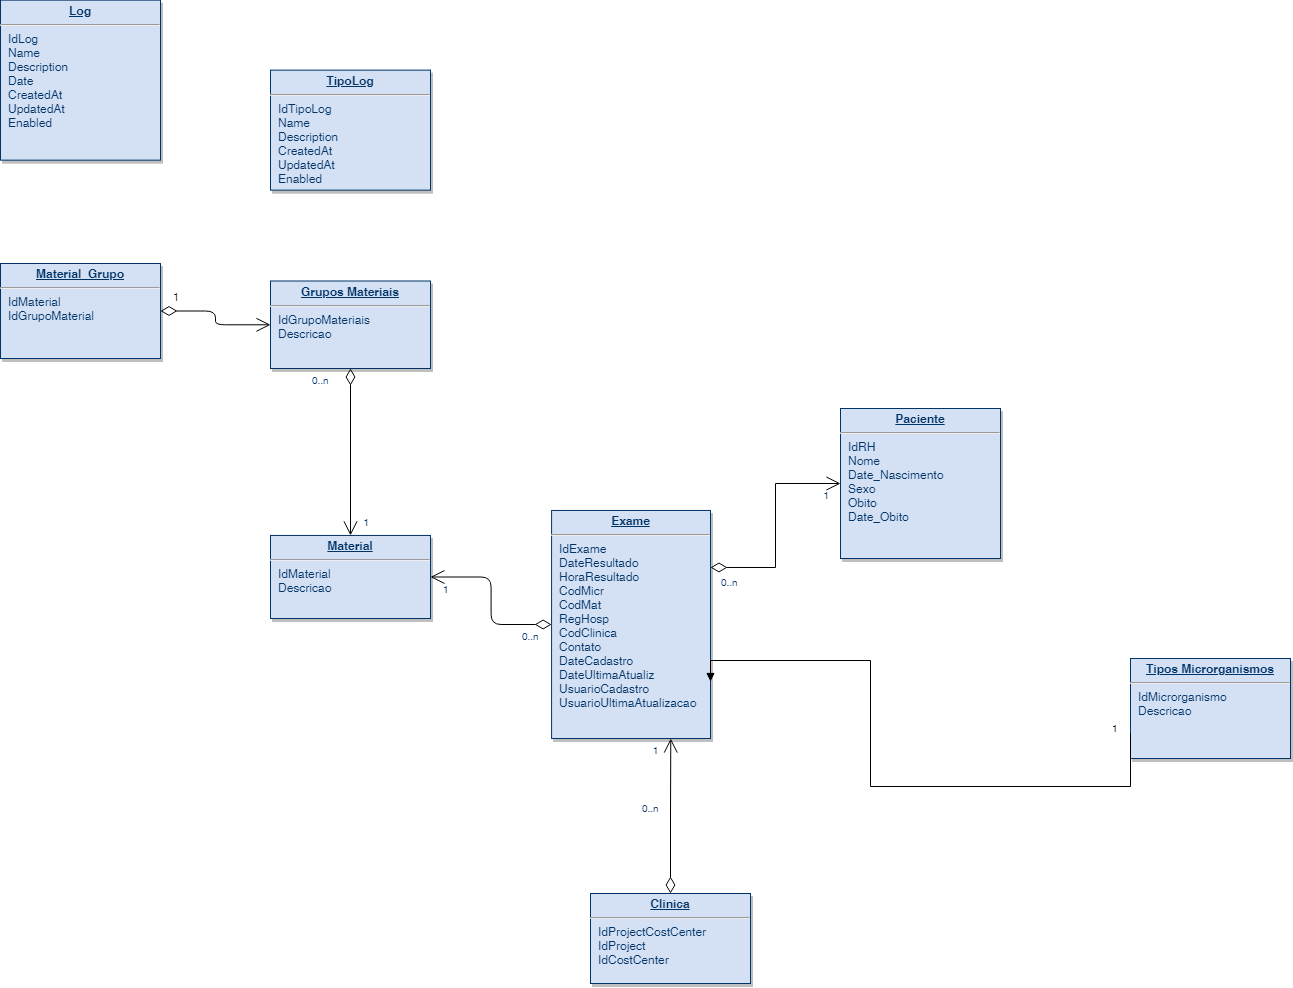 Log
IdLog
Name
Description
Date
CreatedAt
UpdatedAt
Enabled
TipoLog
IdTipoLog
Name
Description
CreatedAt
UpdatedAt
Enabled
Material_Grupo
IdMaterial
IdGrupoMaterial
1
Grupos Materiais
IdGrupoMateriais
Descricao
0..n
1
Material
IdMaterial
Descricao
1
0..n
Exame
IdExame
DateResultado
HoraResultado
CodMicr
CodMat
RegHosp
CodClinica
Contato
DateCadastro
DateUltimaAtualiz
UsuarioCadastro
UsuarioUltimaAtualizacao
0..n
1
Paciente
IdRH
Nome
Date_Nascimento
Sexo
Obito
Date_Obito
Tipos Microrganismos
IdMicrorganismo
Descricao
1
1
0..n
Clinica
IdProjectCostCenter
IdProject
IdCostCenter